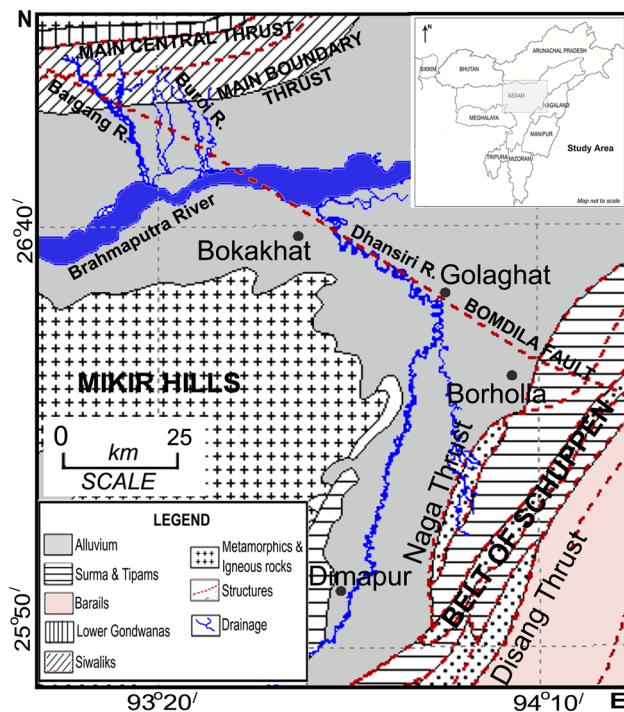 N
MAIN CENTRAL THRUST
MAIN BOUNDARY
THRUST
Bargang R.
Buroi R.
N
ARUNACHAL PRADESH
SIKKIM
BHUTAN
ASSAM
NAGALAND
MEGHALAYA
MANIPUR
TRIPURA
MIZORAM
Study Area
Map not to scale
26°40/
Brahmaputra River
Bokakhat
Dhansiri R.
Golaghat
BOMDILA FAULT
MIKIR HILLS
Borholla
0 25
km
SCALE
Naga Thrust
BELT OF SCHUPPEN
Disang Thrust
Dimapur
LEGEND
Alluvium
Surma & Tipams
Barails
Lower Gondwanas
Siwaliks
Metamorphics &
Igneous rocks
Structures
Drainage
25°50/
93°20/
94°10/
E